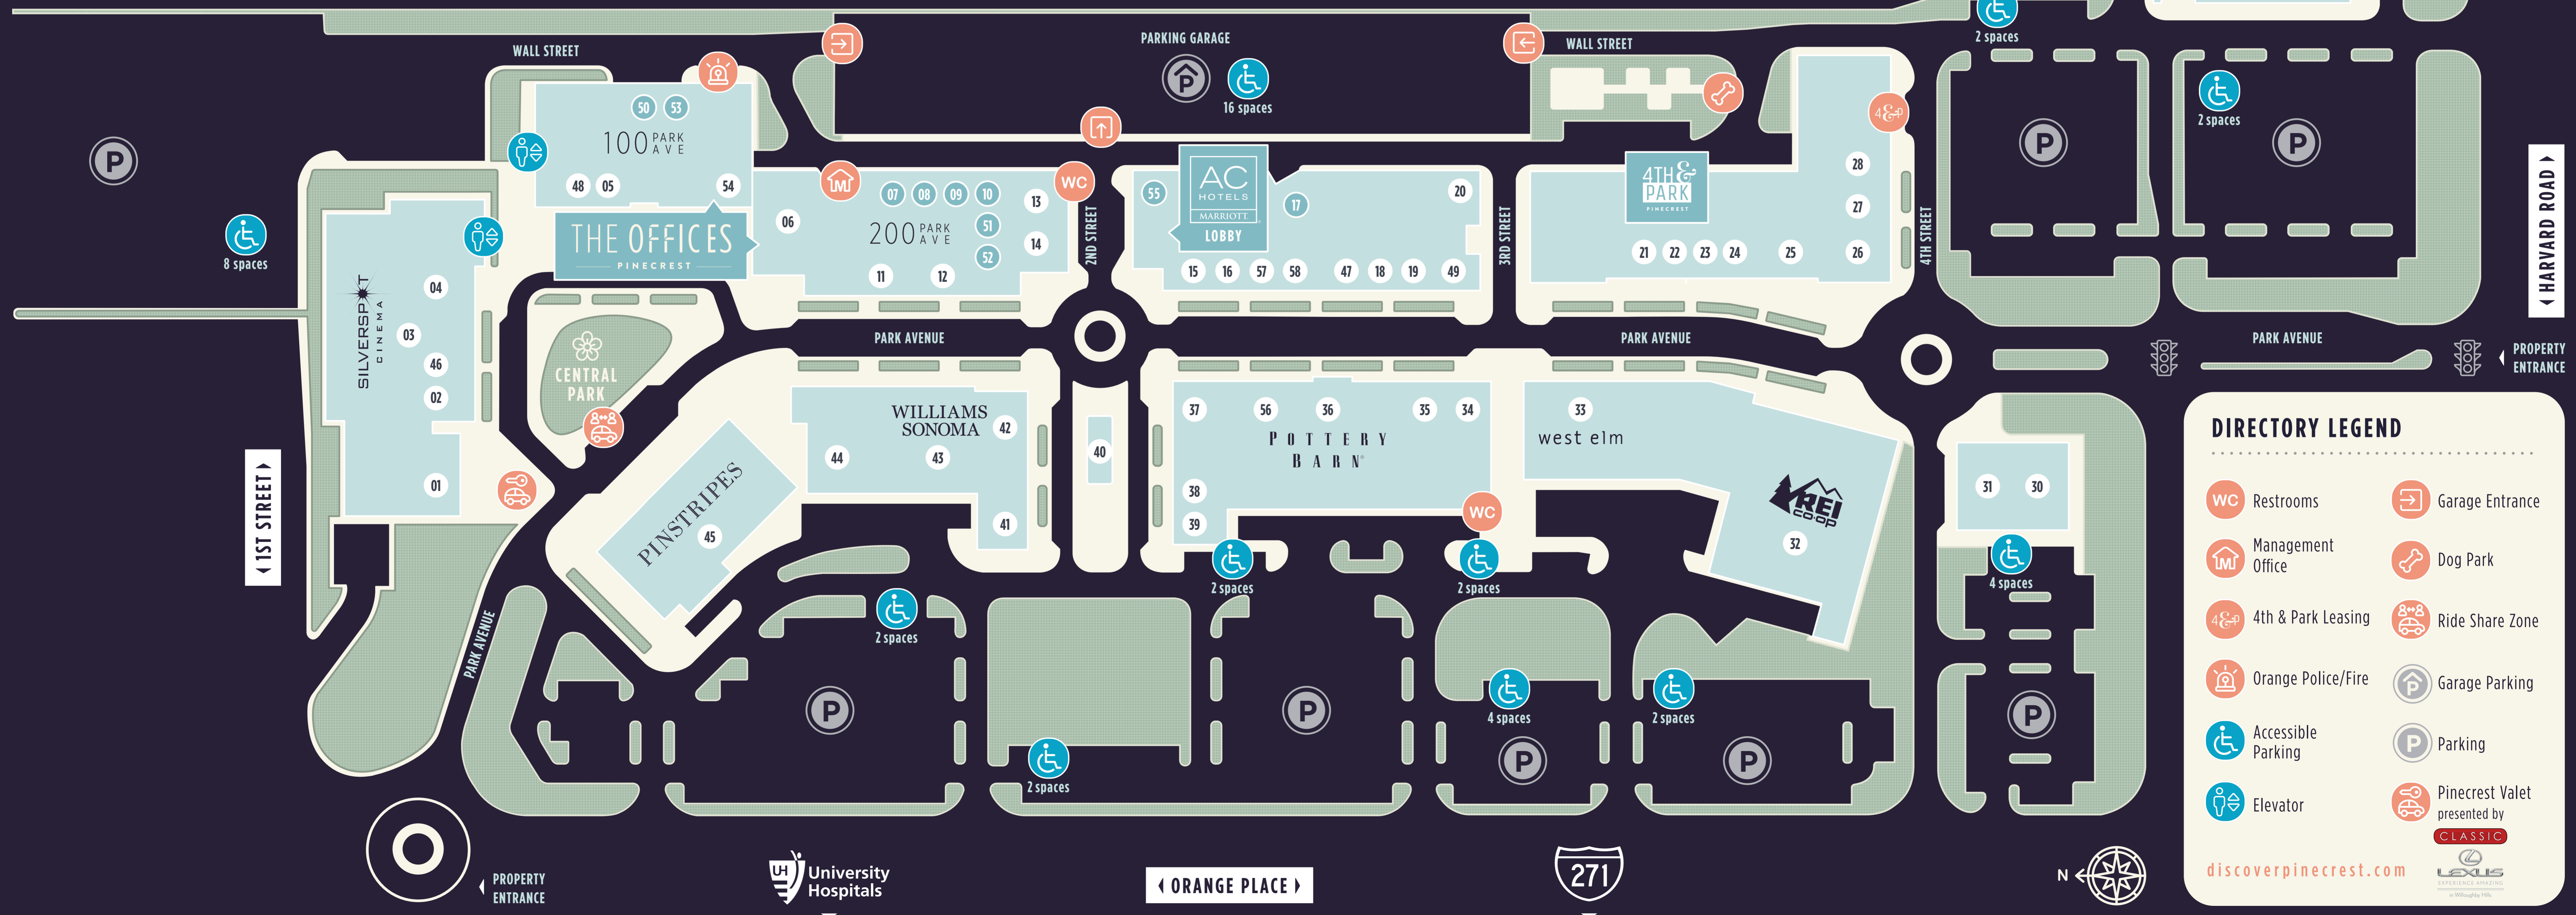 2 spaces
WALL STREET
PARKING GARAGE
P
16 spaces
WALL STREET
4&P
2 spaces
P
P
P
8 spaces
50 53
100 PARK AVE
48 05 54
THE OFFICES
PINECREST
06
07 08 09 10
13
51
200 PARK AVE
14
52
11 12
WC
2ND STREET
55
AC
HOTELS
MARRIOTT
LOBBY
17
20
15 16 57 58 47 18 19 49
3RD STREET
4TH &
PARK
PINECREST
28
27
21 22 23 24 25 26
4TH STREET
HARVARD ROAD
SILVERSPOT
CINEMA
04
03
46
02
01
1ST STREET
CENTRAL
PARK
PARK AVENUE
PARK AVENUE
PARK AVENUE
PROPERTY
ENTRANCE
PINSTRIPES
45
WILLIAMS
SONOMA
42
44 43
41
40
37 56 36 35 34
POTTERY
BARN
38
39
WC
33
west elm
REI
co-op
32
31 30
2 spaces
2 spaces
4 spaces
2 spaces
PARK AVENUE
4 spaces
2 spaces
P
P
P
P
P
2 spaces
PROPERTY
ENTRANCE
UH University
Hospitals
ORANGE PLACE
271
N
DIRECTORY LEGEND
WC Restrooms
Garage Entrance
M Management
Office
Dog Park
4&P 4th & Park Leasing
Ride Share Zone
Orange Police/Fire
P Garage Parking
Accessible
Parking
P Parking
Elevator
Pinecrest Valet
presented by
CLASSIC
LEXUS
EXPERIENCE AMAZING
in Willoughby Hills
discoverpinecrest.com